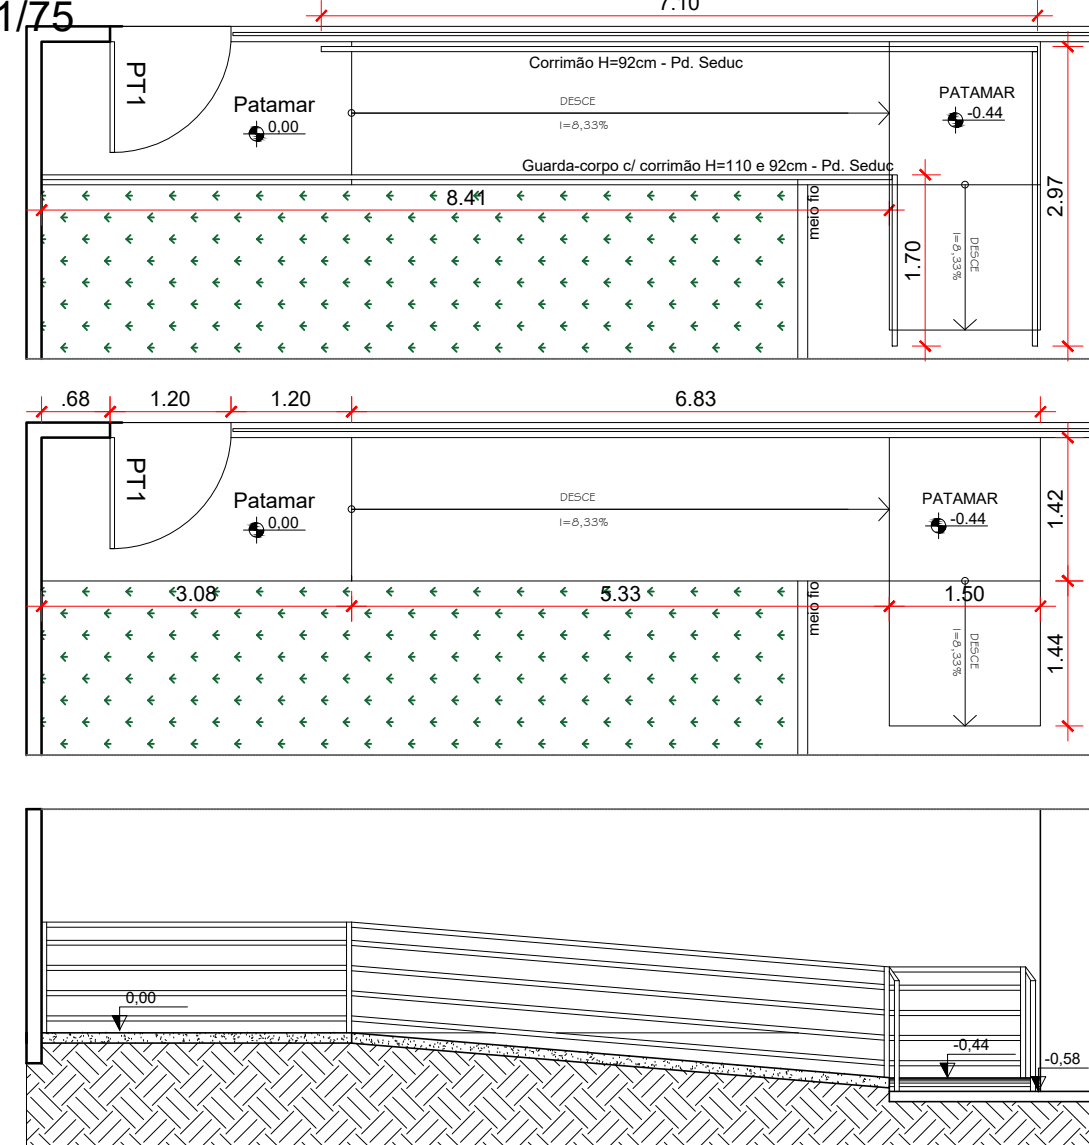 1/75
7.10
Corrimão H=92cm - Pd. Seduc
PT1
Patamar
0,00
DESCE
I=8,33%
PATAMAR
-0.44
Guarda-corpo c/ corrimão H=110 e 92cm - Pd. Seduc
8.41
meio fio
1.70
DESCE
I=8,33%
2.97
.68
1.20
1.20
6.83
PT1
Patamar
0,00
DESCE
I=8,33%
PATAMAR
-0.44
1.42
3.08
5.33
meio fio
1.50
DESCE
I=8,33%
1.44
0,00
-0,44
-0,58